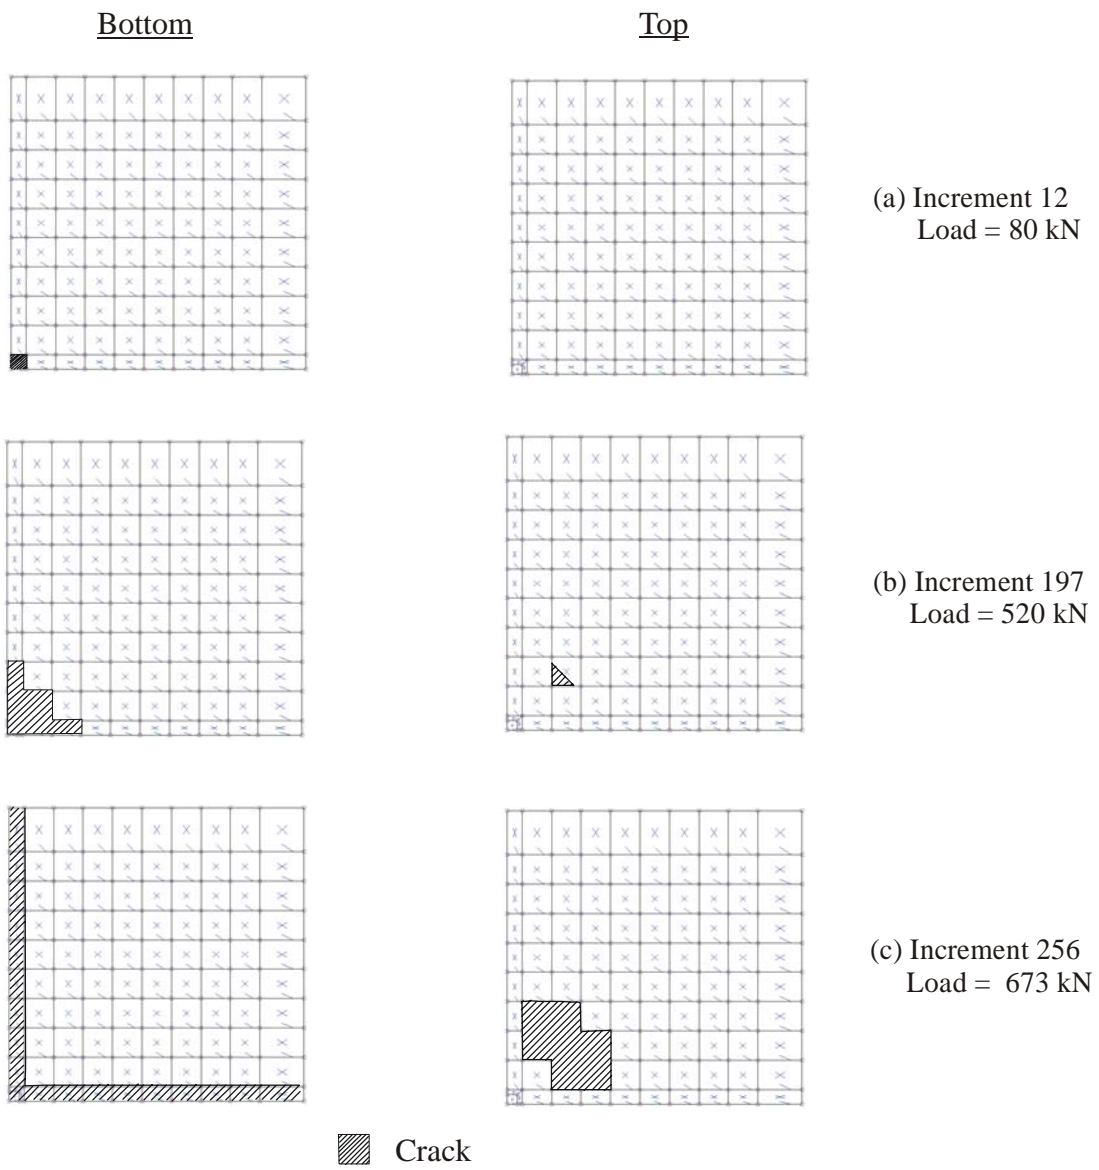 Bottom
Top
(a) Increment 12
Load = 80 kN
(b) Increment 197
Load = 520 kN
(c) Increment 256
Load = 673 kN
Crack